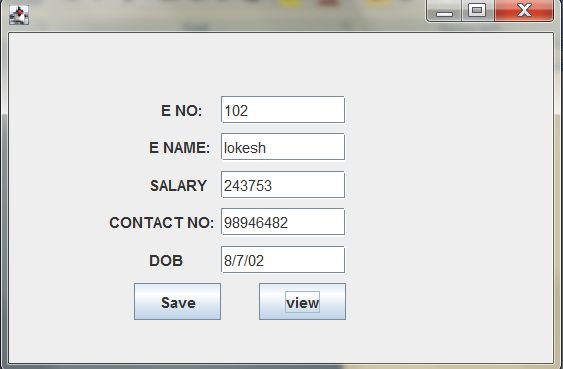 E NO: 102
E NAME: lokesh
SALARY 243753
CONTACT NO: 98946482
DOB 8/7/02
Save view